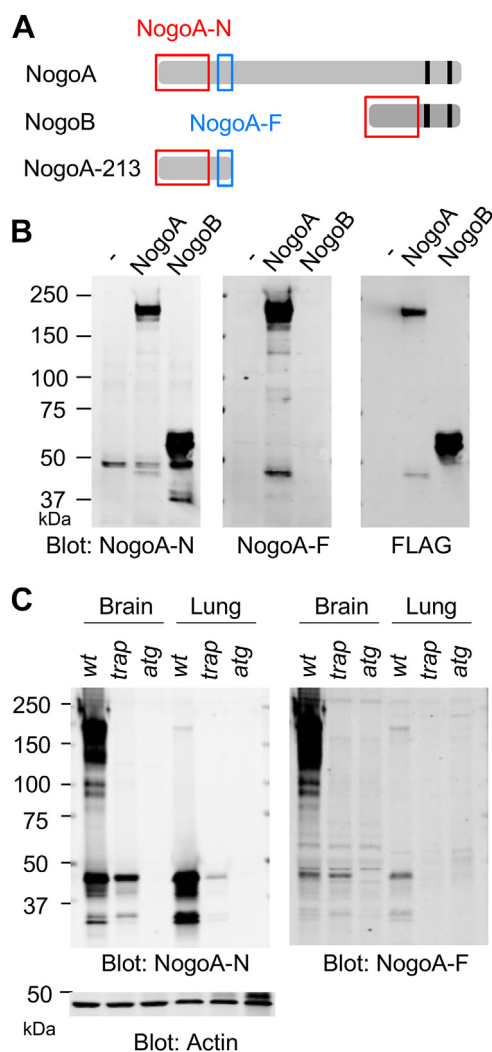 A
NogoA-N
NogoA
NogoB
NogoA-F
NogoA-213
B
- NogoA NogoB - NogoA NogoB - NogoA NogoB
250
150
100
75
50
37
kDa
Blot: NogoA-N NogoA-F FLAG
C
Brain Lung Brain Lung
wt trap atg wt trap atg wt trap atg wt trap atg
250
150
100
75
50
37
Blot: NogoA-N Blot: NogoA-F
50
kDa
Blot: Actin